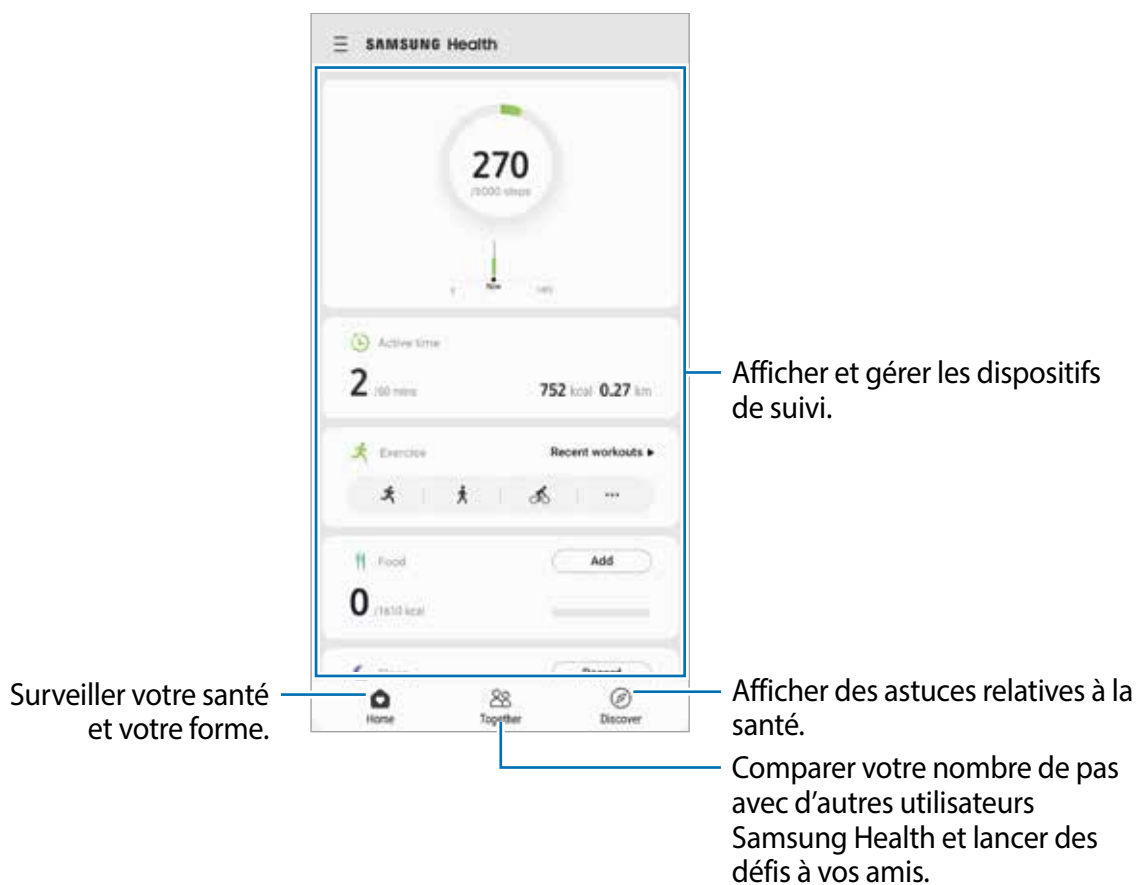 SAMSUNG Health
270
/6000 steps
Now
Active time
2 /60 mins
752 kcal 0.27 km
Exercise
Recent workouts
Food
Add
0 /1610 kcal
Home
Together
Discover
Afficher et gérer les dispositifs
de suivi.
Surveiller votre santé
et votre forme.
Afficher des astuces relatives à la
santé.
Comparer votre nombre de pas
avec d'autres utilisateurs
Samsung Health et lancer des
défis à vos amis.